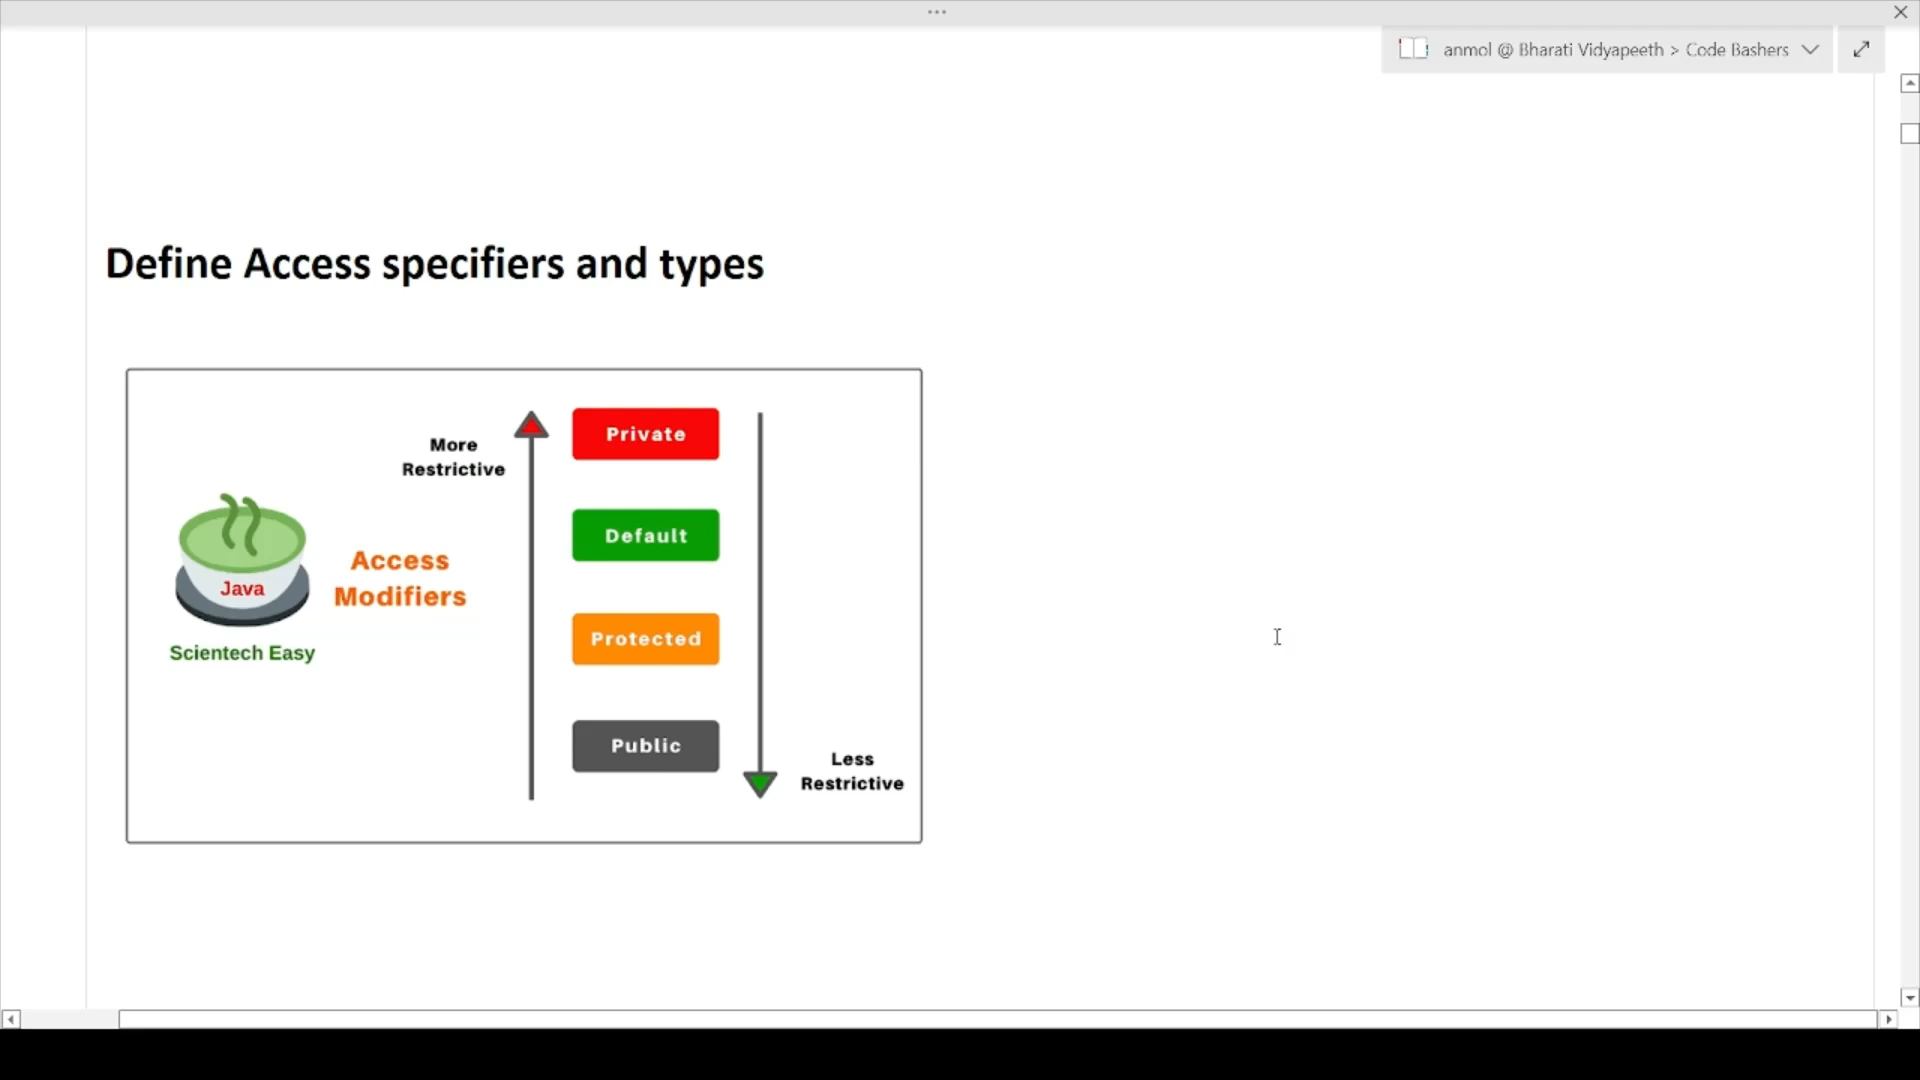 anmol @ Bharati Vidyapeeth > Code Bashers
Define Access specifiers and types
More
Restrictive
Private
Default
Access
Modifiers
Java
Scientech Easy
Protected
Public
Less
Restrictive